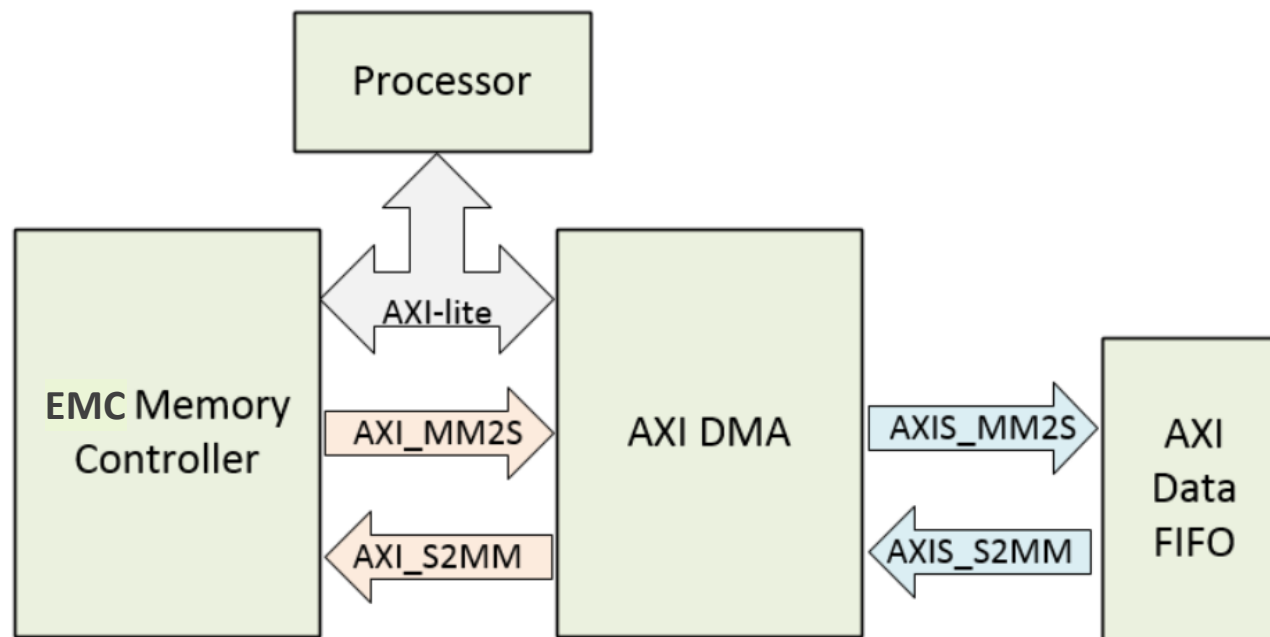 Processor
AXI-lite
EMC Memory
Controller
AXI_MM2S
AXI_S2MM
AXI DMA
AXIS_MM2S
AXIS_S2MM
AXI
Data
FIFO